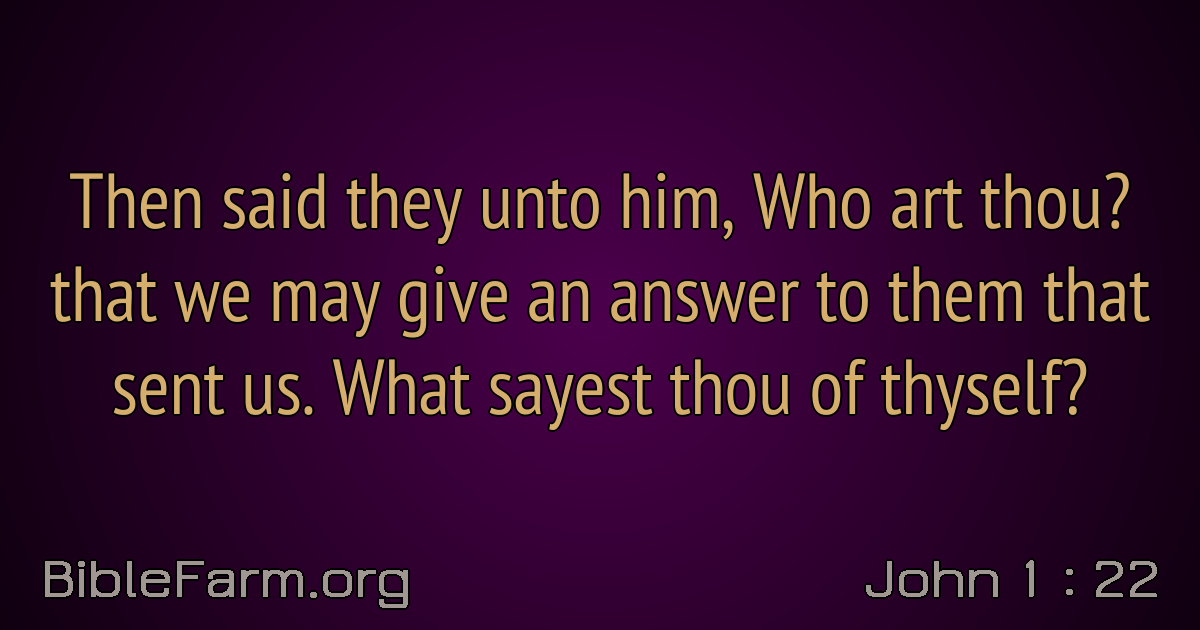 Then said they unto him, Who art thou?
that we may give an answer to them that
sent us. What sayest thou of thyself?
BibleFarm.org
John 1 : 22